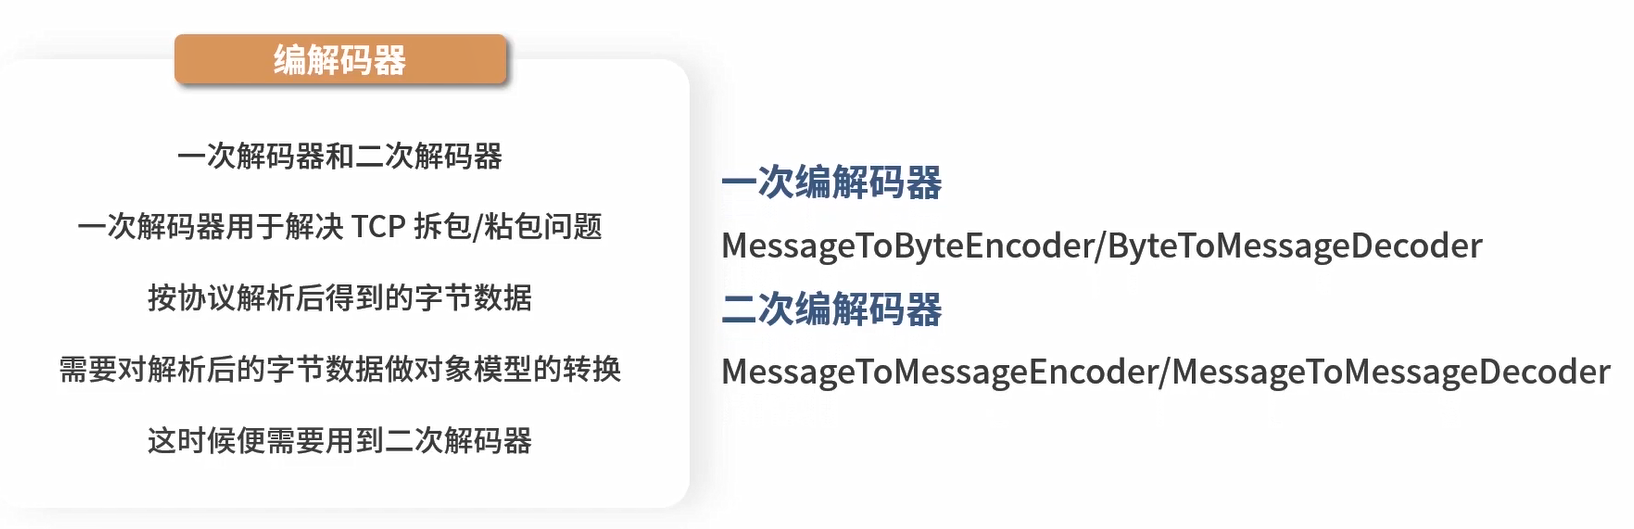 编解码器
一次解码器和二次解码器
一次解码器用于解决 TCP 拆包/粘包问题
按协议解析后得到的字节数据
需要对解析后的字节数据做对象模型的转换
这时候便需要用到二次解码器
一次编解码器
MessageToByteEncoder/ByteToMessageDecoder
二次编解码器
MessageToMessageEncoder/MessageToMessageDecoder